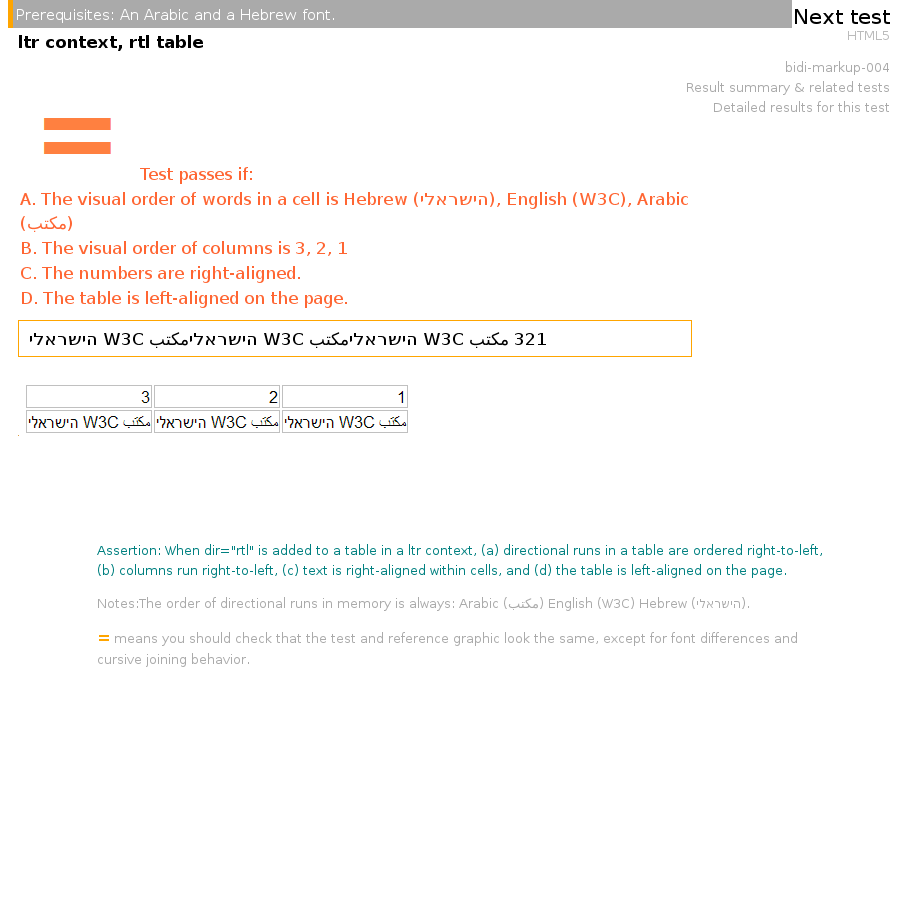 Prerequisites: An Arabic and a Hebrew font.
Next test
HTML5
ltr context, rtl table
bidi-markup-004
Result summary & related tests
Detailed results for this test
Test passes if:
A. The visual order of words in a cell is Hebrew (הישראלי), English (W3C), Arabic
(مكتب)
B. The visual order of columns is 3, 2, 1
C. The numbers are right-aligned.
D. The table is left-aligned on the page.
321 مكتب W3C הישראליمكتب W3C הישראליمكتب W3C הישראלי
3 2 1
مكتب W3C הישראלי مكتب W3C הישראלי مكتب W3C הישראלי
Assertion: When dir="rtl" is added to a table in a ltr context, (a) directional runs in a table are ordered right-to-left,
(b) columns run right-to-left, (c) text is right-aligned within cells, and (d) the table is left-aligned on the page.
Notes:The order of directional runs in memory is always: Arabic (مكتب) English (W3C) Hebrew (הישראלי).
= means you should check that the test and reference graphic look the same, except for font differences and
cursive joining behavior.